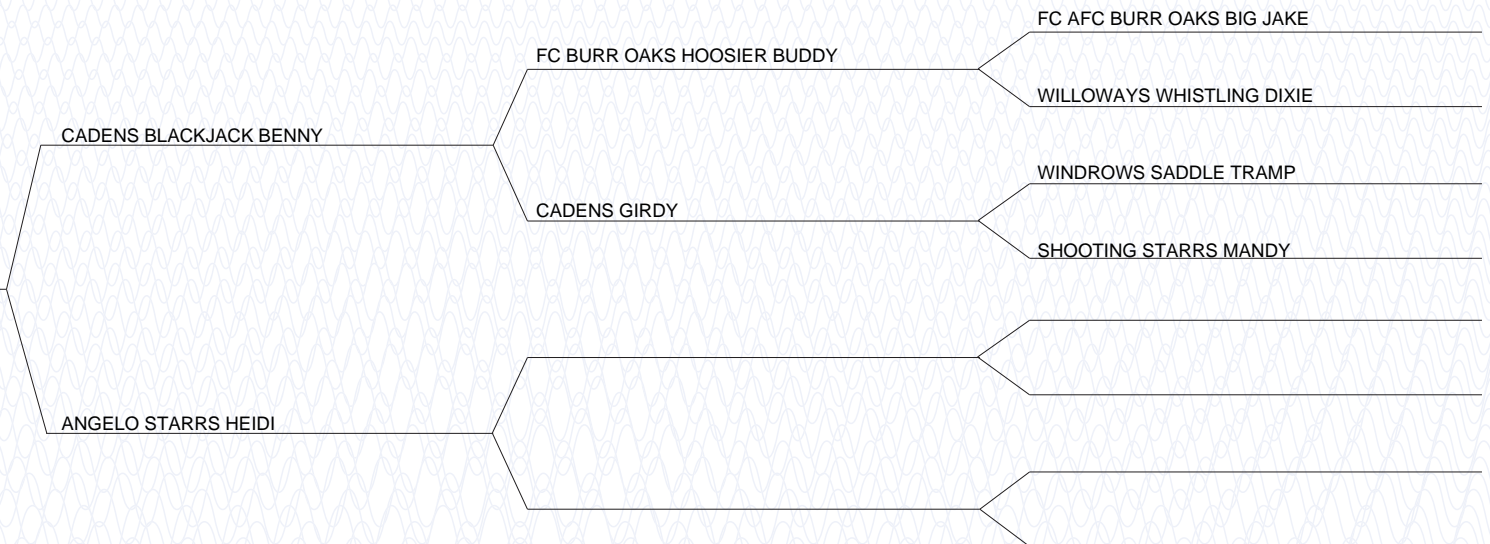 FC AFC BURR OAKS BIG JAKE
FC BURR OAKS HOOSIER BUDDY
WILLOWAYS WHISTLING DIXIE
CADENS BLACKJACK BENNY
WINDROWS SADDLE TRAMP
CADENS GIRDY
SHOOTING STARRS MANDY
ANGELO STARRS HEIDI